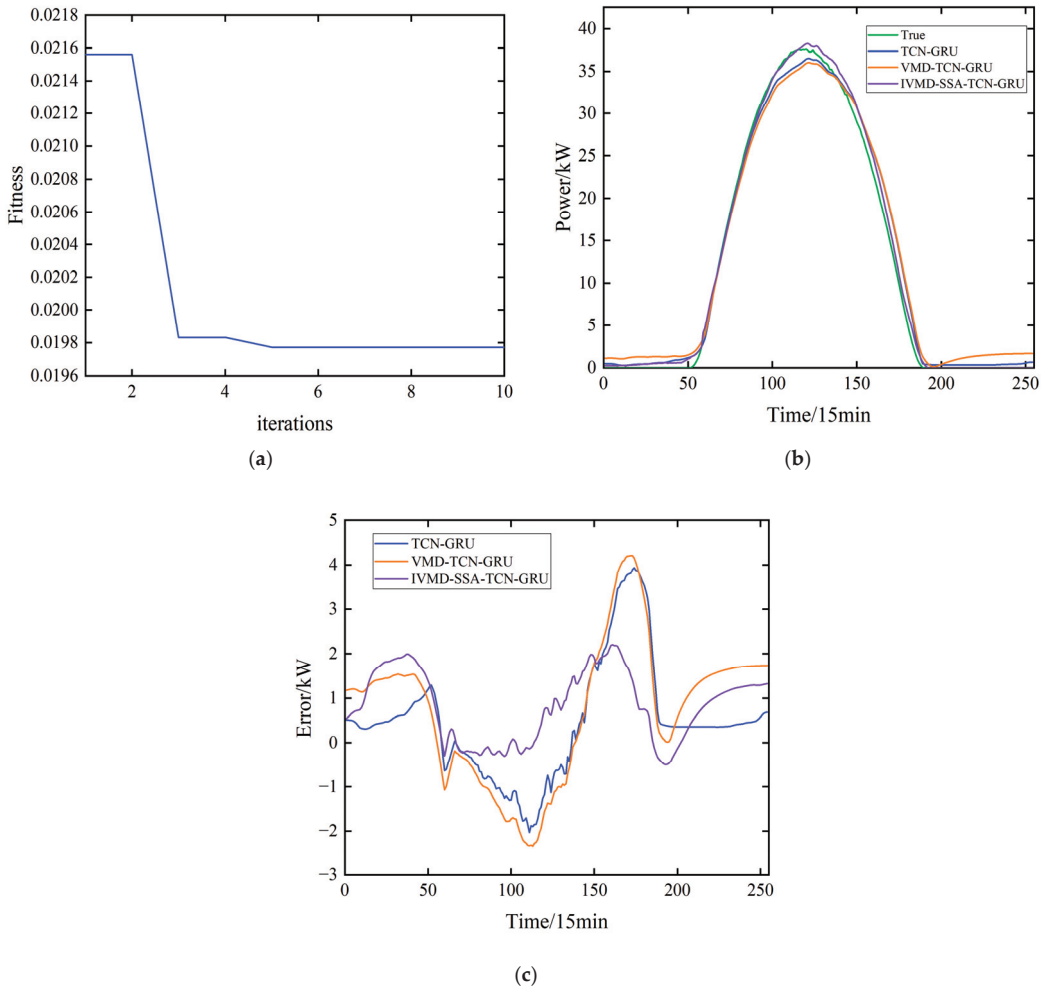 0.0218
0.0216
0.0214
0.0212
0.0210
0.0208
0.0206
0.0204
0.0202
0.0200
0.0198
0.0196
Fitness
2
4
6
8
10
iterations
(a)
40
35
30
25
20
15
10
5
0
Power/kW
True
TCN-GRU
VMD-TCN-GRU
IVMD-SSA-TCN-GRU
0
50
100
150
200
250
Time/15min
(b)
5
4
3
2
1
0
−1
−2
−3
Error/kW
TCN-GRU
VMD-TCN-GRU
IVMD-SSA-TCN-GRU
0
50
100
150
200
250
Time/15min
(c)